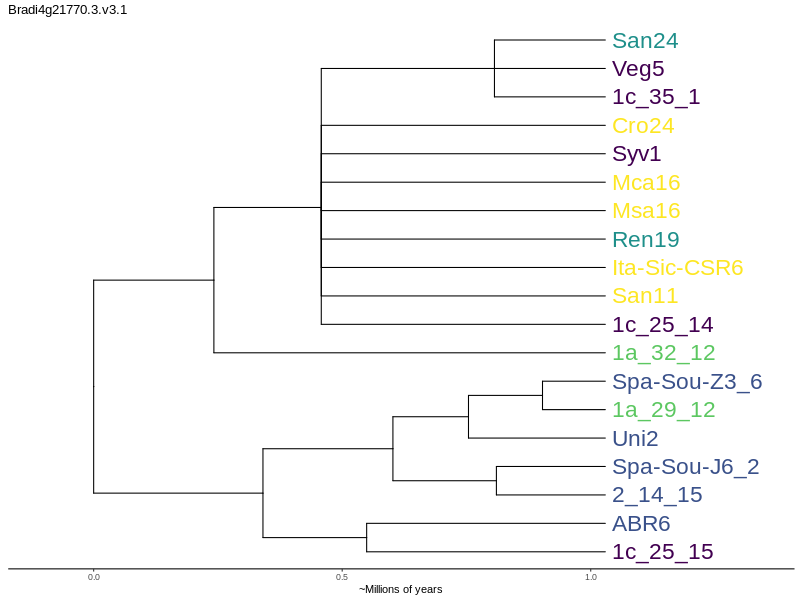 Bradi4g21770.3.v3.1
San24
Veg5
1c_35_1
Cro24
Syv1
Mca16
Msa16
Ren19
Ita-Sic-CSR6
San11
1c_25_14
1a_32_12
Spa-Sou-Z3_6
1a_29_12
Uni2
Spa-Sou-J6_2
2_14_15
ABR6
1c_25_15
0.0 0.5 1.0
~Millions of years